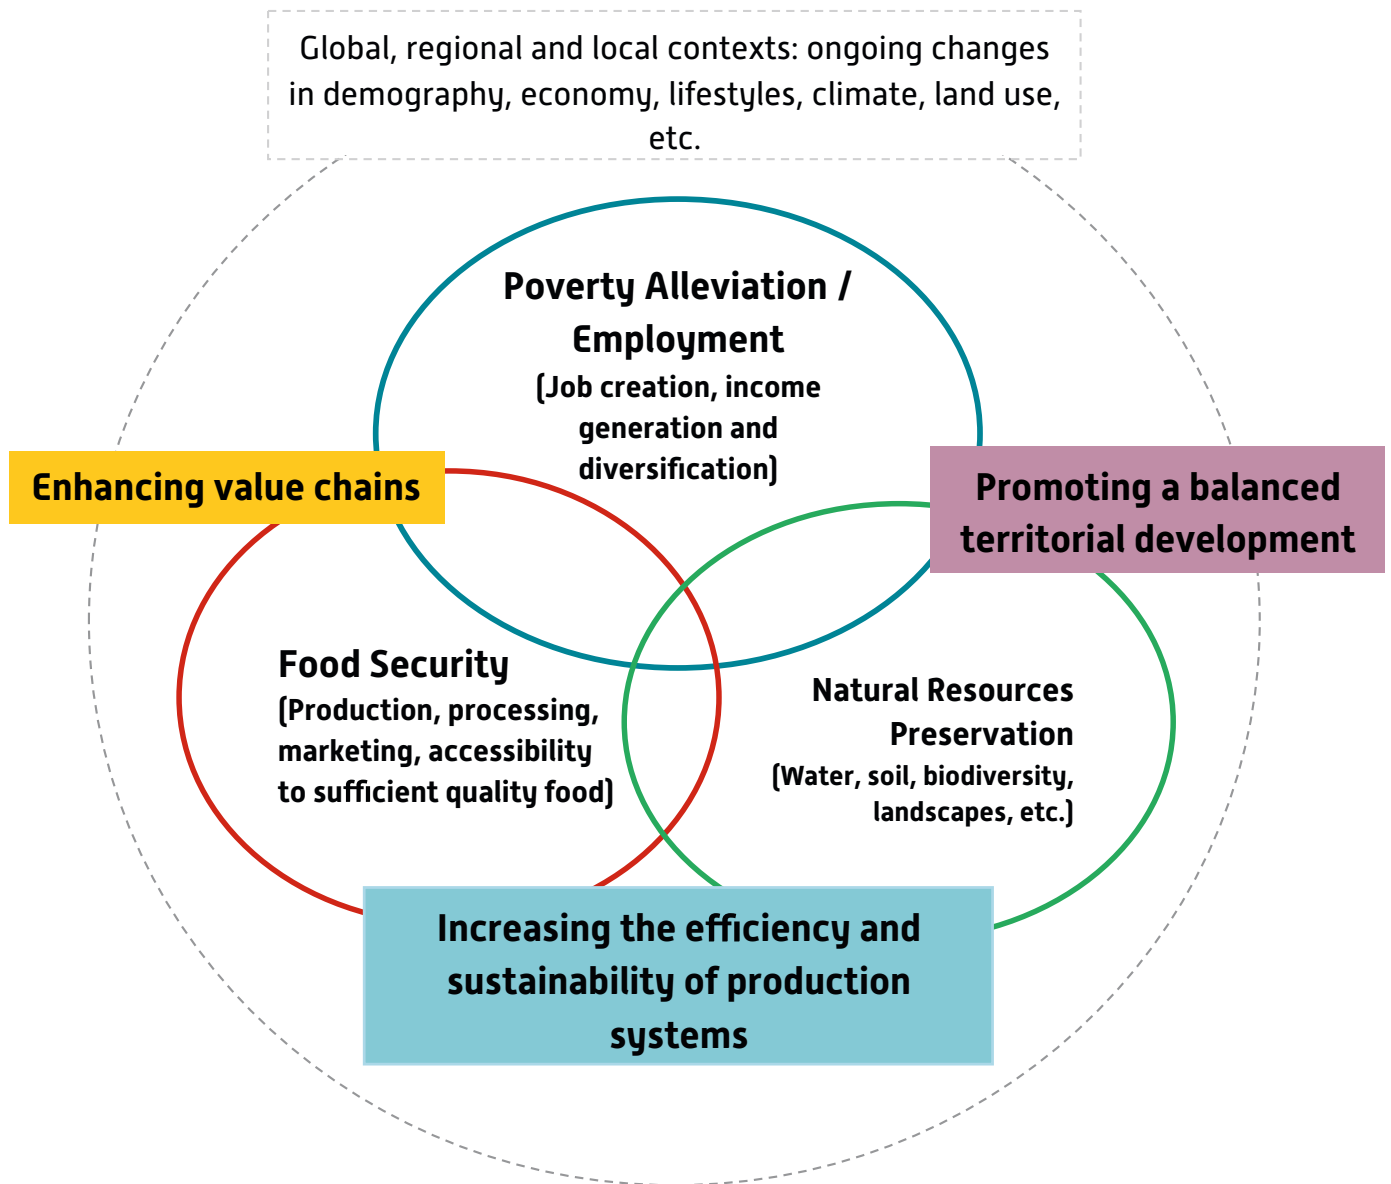 Global, regional and local contexts: ongoing changes
in demography, economy, lifestyles, climate, land use,
etc.
Poverty Alleviation /
Employment
(Job creation, income
generation and
diversification)
Enhancing value chains
Promoting a balanced
territorial development
Food Security
(Production, processing,
marketing, accessibility
to sufficient quality food)
Natural Resources
Preservation
(Water, soil, biodiversity,
landscapes, etc.)
Increasing the efficiency and
sustainability of production
systems